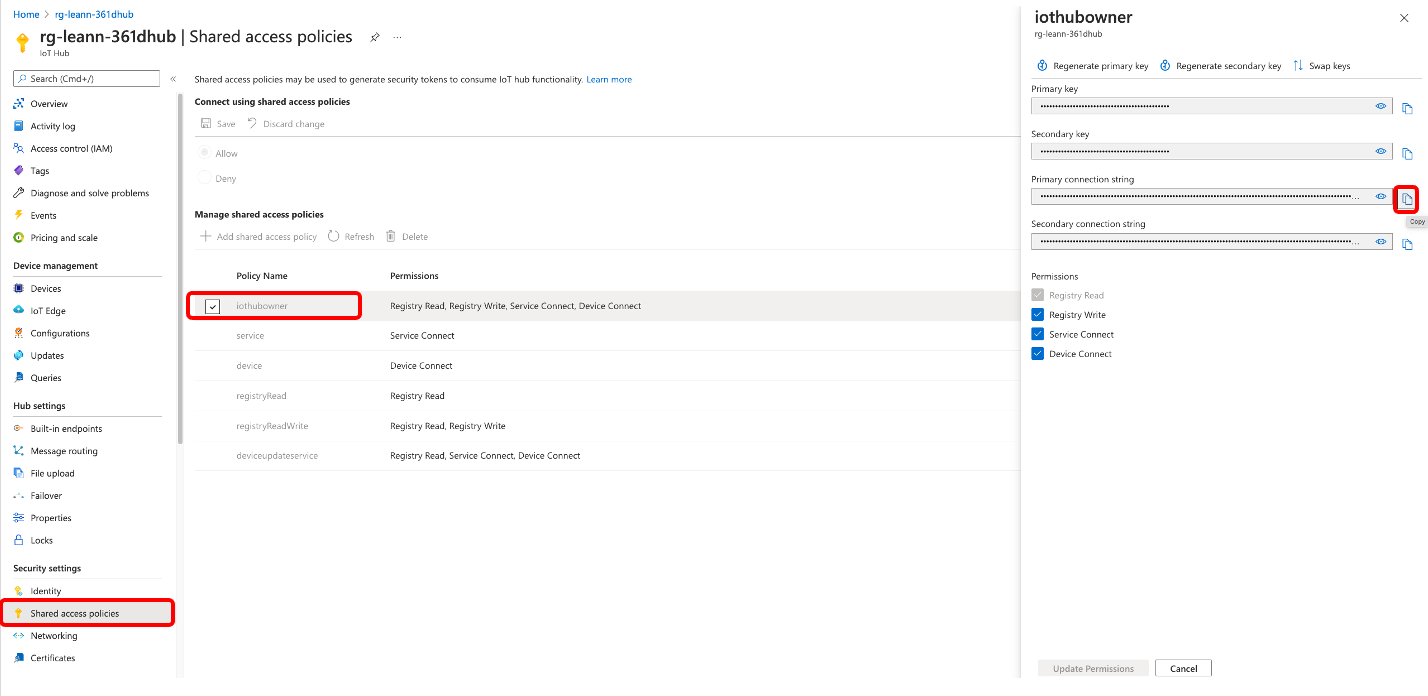 Home > rg-leann-361dhub
rg-leann-361dhub | Shared access policies ...
IoT Hub
Search (Cmd+/)
«
Overview
Activity log
Access control (IAM)
Tags
Diagnose and solve problems
Events
Pricing and scale
Device management
Devices
IoT Edge
Configurations
Updates
Queries
Hub settings
Built-in endpoints
Message routing
File upload
Failover
Properties
Locks
Security settings
Identity
Shared access policies
Networking
Certificates
Shared access policies may be used to generate security tokens to consume IoT hub functionality. Learn more
Connect using shared access policies
Save Discard change
Allow
Deny
Manage shared access policies
Add shared access policy Refresh Delete
Policy Name Permissions
iothubowner Registry Read, Registry Write, Service Connect, Device Connect
service Service Connect
device Device Connect
registryRead Registry Read
registryReadWrite Registry Read, Registry Write
deviceupdateservice Registry Read, Service Connect, Device Connect
iothubowner
rg-leann-361dhub
Regenerate primary key Regenerate secondary key Swap keys
Primary key
Secondary key
Primary connection string
Copy
Secondary connection string
Permissions
Registry Read
Registry Write
Service Connect
Device Connect
Update Permissions Cancel